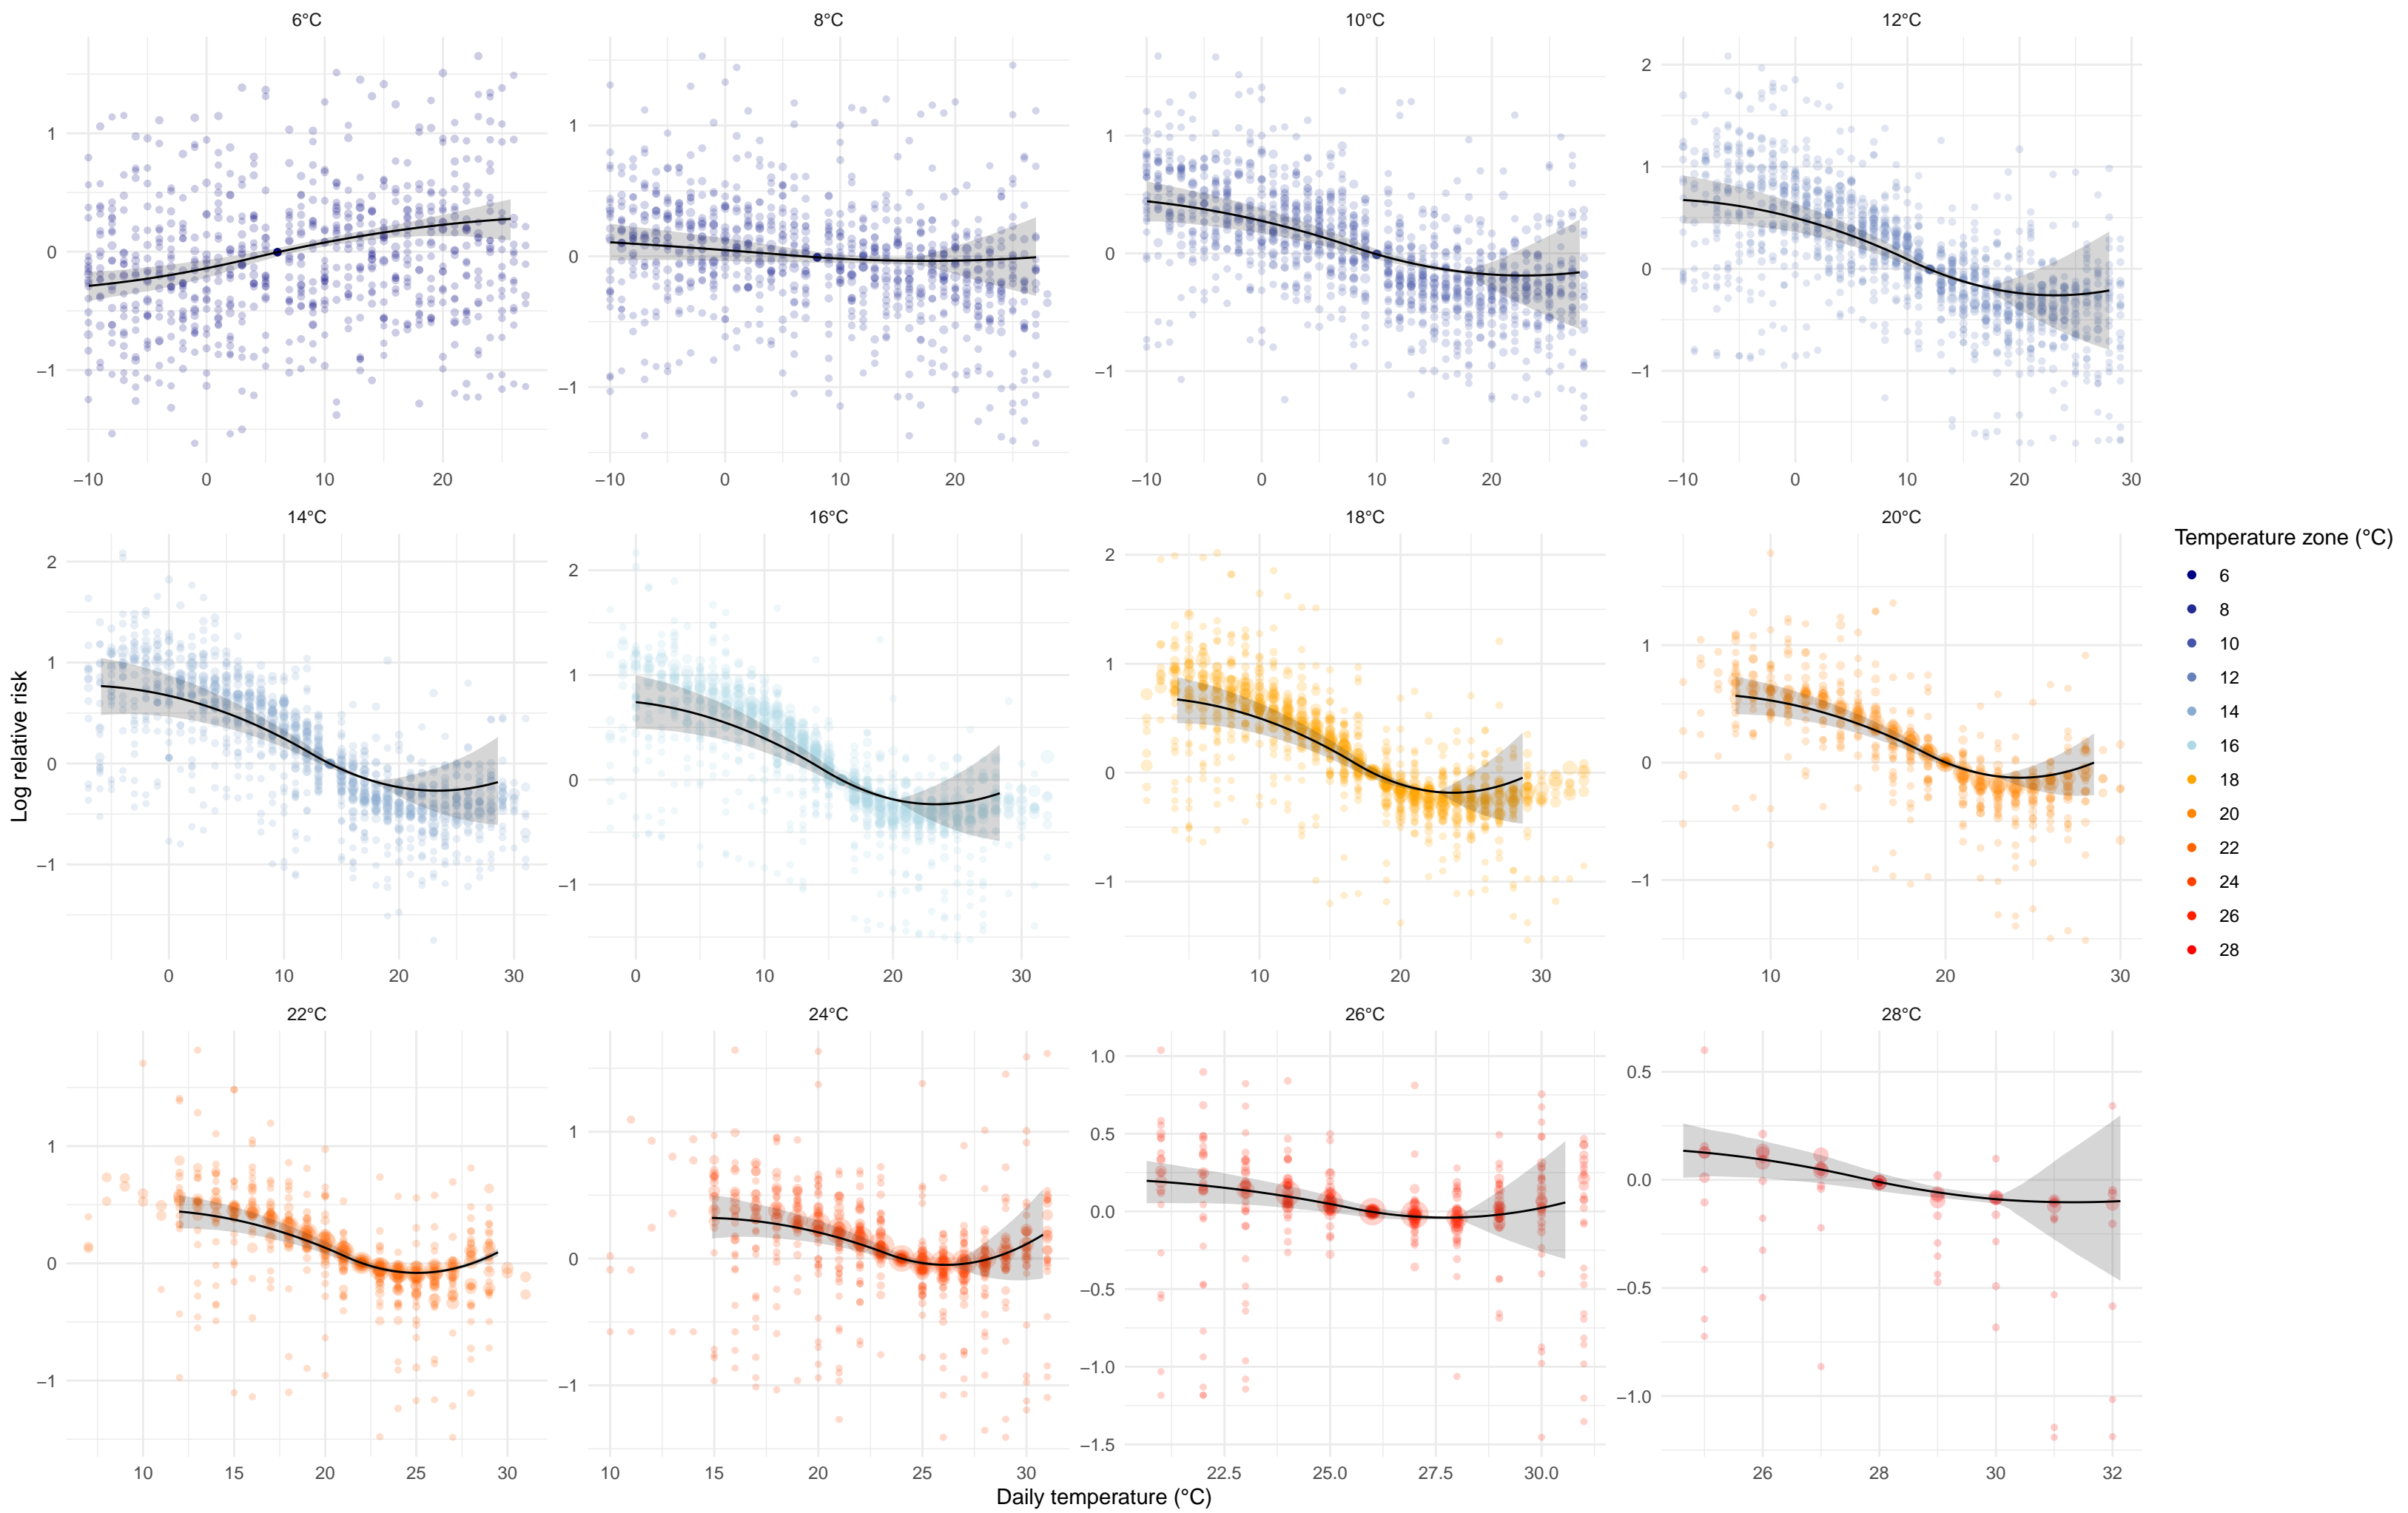 6°C 8°C 10°C 12°C
1 0 −1
1 0 −1
1 0 −1
2 1 0 −1
−10 0 10 20
−10 0 10 20
−10 0 10 20
−10 0 10 20 30
14°C 16°C 18°C 20°C
2 1 0 −1
2 1 0 −1
2 1 0 −1
1 0 −1
0 10 20 30
0 10 20 30
10 20 30
10 20 30
Log relative risk
Temperature zone (°C)
6
8
10
12
14
16
18
20
22
24
26
28
22°C 24°C 26°C 28°C
1 0 −1
1 0 −1
1.0 0.5 0.0 −0.5 −1.0 −1.5
0.5 0.0 −0.5 −1.0
10 15 20 25 30
10 15 20 25 30
22.5 25.0 27.5 30.0
26 28 30 32
Daily temperature (°C)